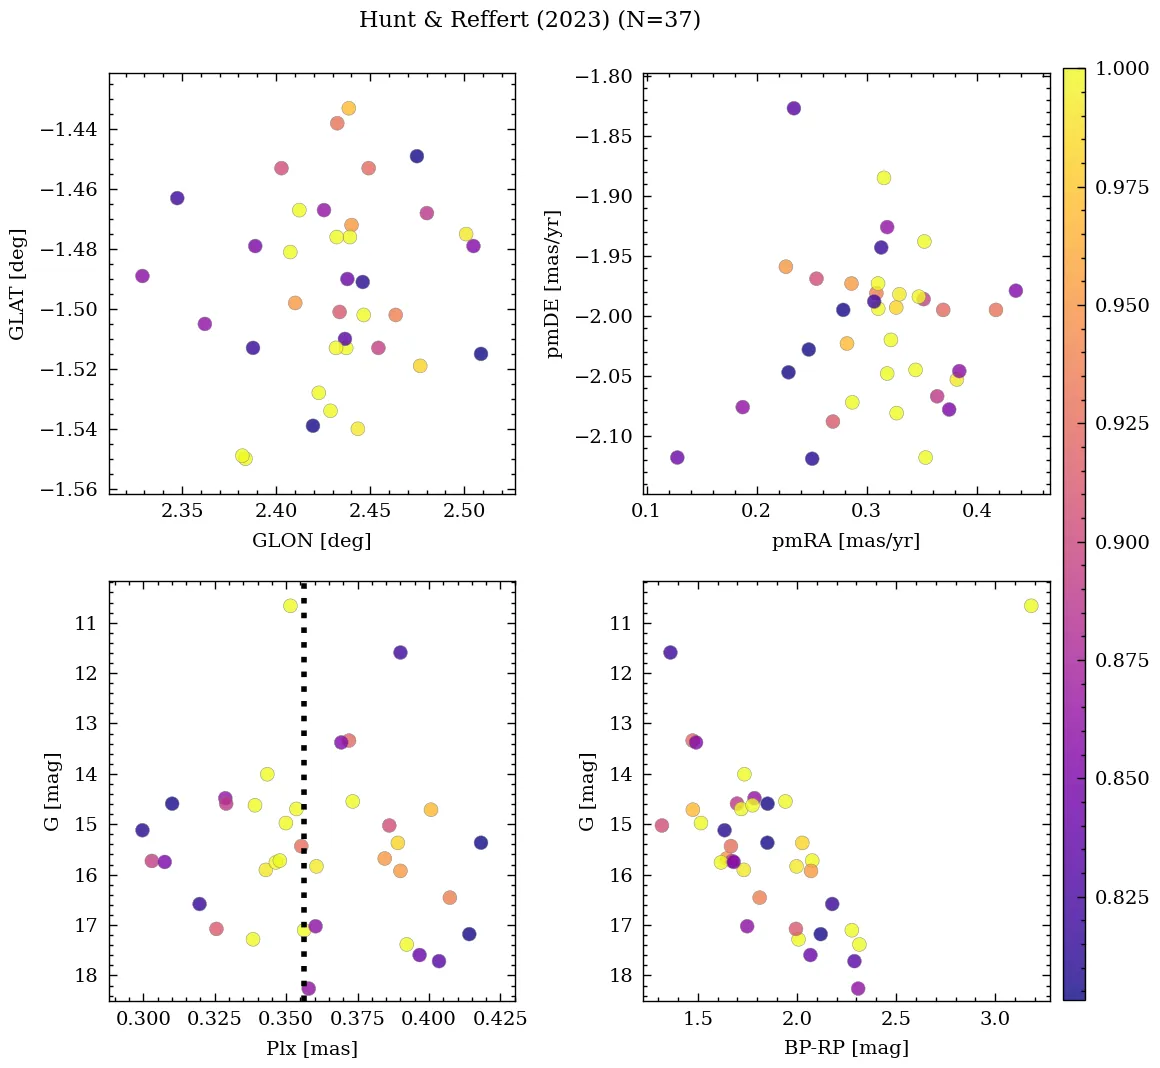 Hunt & Reffert (2023) (N=37)
−1.44
−1.46
−1.48
−1.50
−1.52
−1.54
−1.56
GLAT [deg]
2.35 2.40 2.45 2.50
GLON [deg]
−1.80
−1.85
−1.90
−1.95
−2.00
−2.05
−2.10
pmDE [mas/yr]
0.1 0.2 0.3 0.4
pmRA [mas/yr]
1.000
0.975
0.950
0.925
0.900
0.875
0.850
0.825
11
12
13
14
15
16
17
18
G [mag]
0.300 0.325 0.350 0.375 0.400 0.425
Plx [mas]
11
12
13
14
15
16
17
18
G [mag]
1.5 2.0 2.5 3.0
BP-RP [mag]